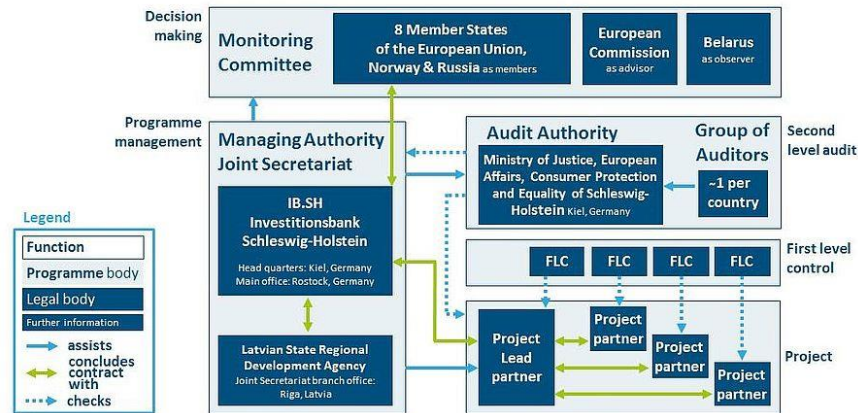 Decision
making
Monitoring
Committee
8 Member States
of the European Union,
Norway & Russia as members
European
Commission
as advisor
Belarus
as observer
Programme
management
Managing Authority
Joint Secretariat
IB.SH
Investitionsbank
Schleswig-Holstein
Head quarters: Kiel, Germany
Main office: Rostock, Germany
Latvian State Regional
Development Agency
Joint Secretariat branch office:
Riga, Latvia
Audit Authority
Ministry of Justice, European
Affairs, Consumer Protection
and Equality of Schleswig-
Holstein Kiel, Germany
Group of
Auditors
~1 per
country
Second
level audit
FLC
FLC
FLC
FLC
First level
control
Project
Lead
partner
Project
partner
Project
partner
Project
partner
Project
Legend
Function
Programme body
Legal body
Further information
assists
concludes
contract
with
checks